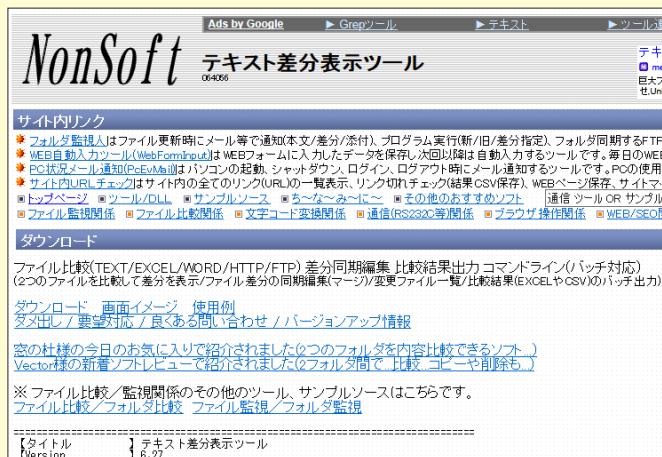 Ads by Google ▶ Grepツール ▶ テキスト ▶ ツール通
NonSoft テキスト差分表示ツール
064056
テキ
me
巨大フ
せ,Uni
サイト内リンク
フォルダ監視人はファイル更新時にメール等で通知(本文/差分/添付)、プログラム実行(新/旧/差分指定)、フォルダ同期するFTP
WEB自動入力ツール(WebFormInput)はWEBフォームに入力したデータを保存し次回以降は自動入力するツールです。毎日のWEE
PC状況メール通知(PcEvMail)はパソコンの起動、シャットダウン、ログイン、ログアウト時にメール通知するツールです。PCの使用
サイト内URLチェックはサイト内の全てのリンク(URL)の一覧表示、リンク切れチェック(結果CSV保存)、WEBページ保存、サイトマ
■トップページ ■ツール/DLL ■サンプルソース ■ち~な~み~に~ ■その他のおすすめソフト 通信 ツール OR サンプル
ファイル監視関係 ファイル比較関係 文字コード変換関係 通信(RS232C等)関係 ブラウザ操作関係 WEB/SEO関
ダウンロード
ファイル比較(TEXT/EXCEL/WORD/HTTP/FTP) 差分同期編集 比較結果出力 コマンドライン(バッチ対応)
(2つのファイルを比較して差分を表示/ファイル差分の同期編集(マージ)/変更ファイル一覧/比較結果(EXCELやCSV)のバッチ出力)
ダウンロード 画面イメージ 使用例
ダメ出し / 要望対応 / 良くある問い合わせ / バージョンアップ情報
窓の杜様の今日のお気に入りで紹介されました(2つのフォルダを内容比較できるソフト...)
Vector様の新着ソフトレビューで紹介されました(2フォルダ間で...比較...コピーや削除も...)
※ ファイル比較/監視関係のその他のツール、サンプルソースはこちらです。
ファイル比較/フォルダ比較 ファイル監視/フォルダ監視
====================================================================
【タイトル 】テキスト差分表示ツール
【Version 】6.27